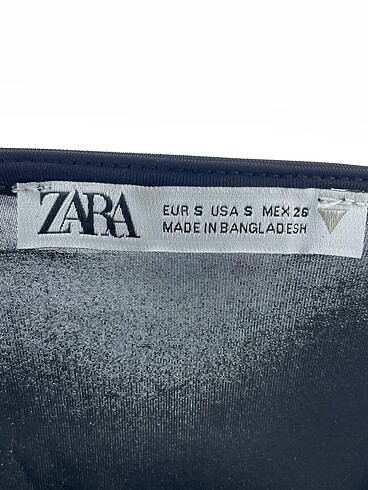 ZARA
EUR S USA S MEX 26
MADE IN BANGLADESH